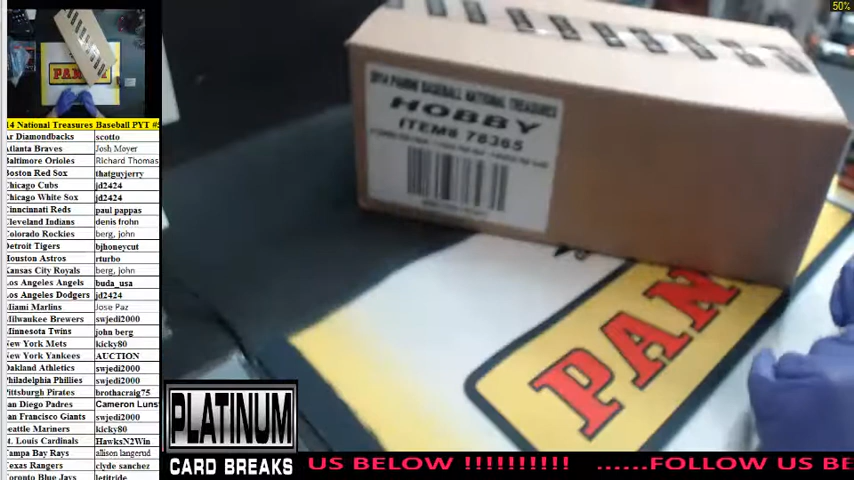 50%
14 National Treasures Baseball PYT #
Ar Diamondbacks scotto
Atlanta Braves Josh Moyer
Baltimore Orioles Richard Thomas
Boston Red Sox thatguyjerry
Chicago Cubs jd2424
Chicago White Sox jd2424
Cincinnati Reds paul pappas
Cleveland Indians denis frohn
Colorado Rockies berg, john
Detroit Tigers bjhoneycut
Houston Astros rturbo
Kansas City Royals berg, john
Los Angeles Angels buda_usa
Los Angeles Dodgers jd2424
Miami Marlins Jose Paz
Milwaukee Brewers swjedi2000
Minnesota Twins john berg
New York Mets kicky80
New York Yankees AUCTION
Oakland Athletics swjedi2000
Philadelphia Phillies swjedi2000
Pittsburgh Pirates brothacraig75
San Diego Padres Cameron Luns
San Francisco Giants swjedi2000
Seattle Mariners kicky80
St. Louis Cardinals HawksN2Win
Tampa Bay Rays allison langerud
Texas Rangers clyde sanchez
Toronto Blue Jays letitride
2014 PANINI BASEBALL NATIONAL TREASURES
HOBBY
ITEM# 78365
PANI
PLATINUM
CARD BREAKS
US BELOW !!!!!!!!!! ......FOLLOW US BE